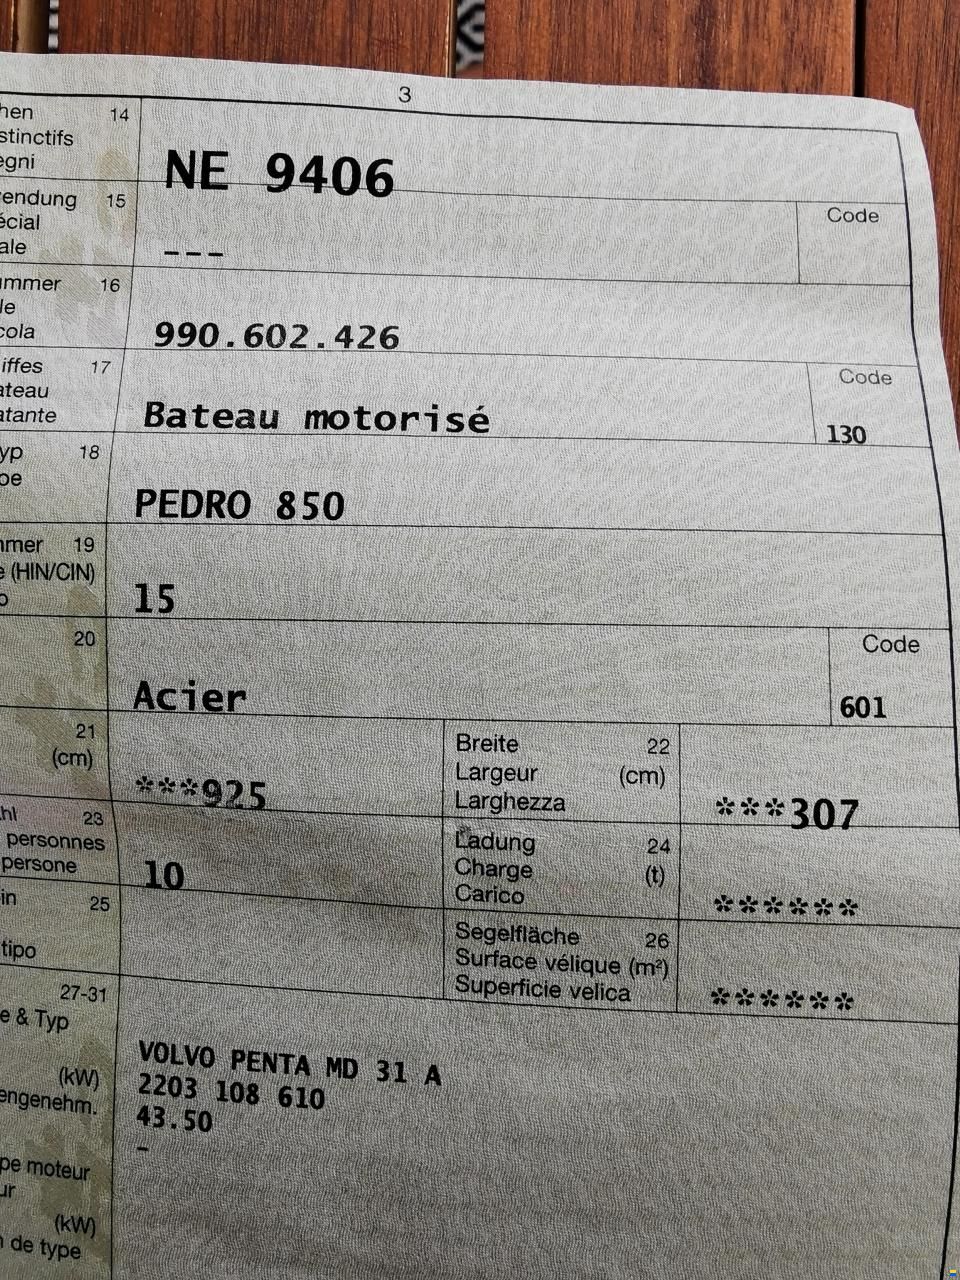 3
hen 14
stinctifs
egni
NE 9406
endung 15
écial
ale
---
Code
ummer 16
le
cola
990.602.426
iffes 17
ateau
atante
Bateau motorisé
Code
130
yp 18
pe
PEDRO 850
mmer 19
e (HIN/CIN)
o
15
20
Acier
Code
601
21
(cm)
***925
Breite 22
Largeur (cm)
Larghezza
***307
hl 23
personnes
persone
10
Ladung 24
Charge (t)
Carico
******
in 25
tipo
Segelfläche 26
Surface vélique (m²)
Superficie velica
******
27-31
e & Typ
(kW)
engenehm.
VOLVO PENTA MD 31 A
2203 108 610
43.50
-
pe moteur
ur
(kW)
n de type